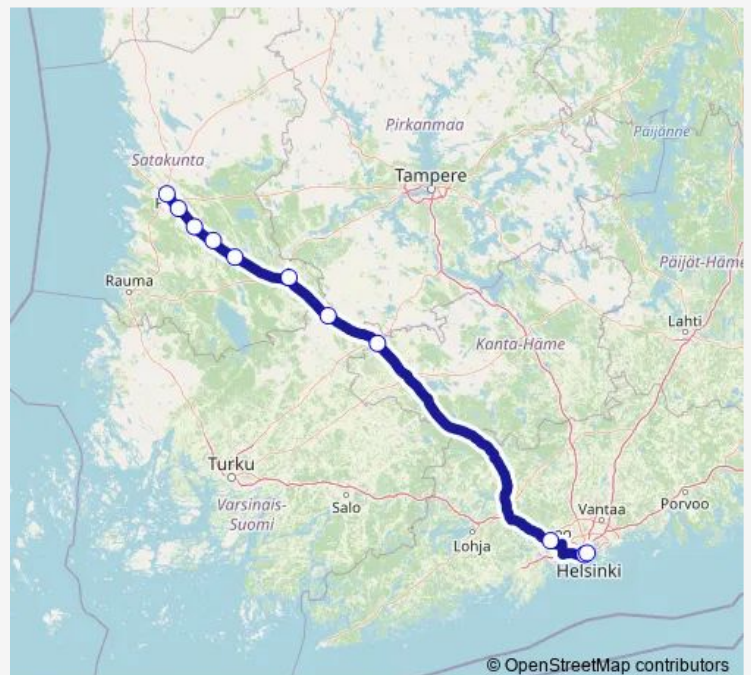 Pirkanmaa
Päijänne
Satakunta
Tampere
Rauma
Päijät-Häme
Lahti
Kanta-Häme
Turku
Varsinais-
Suomi
Salo
Vantaa
Porvoo
Lohja
Helsinki
© OpenStreetMap contributors